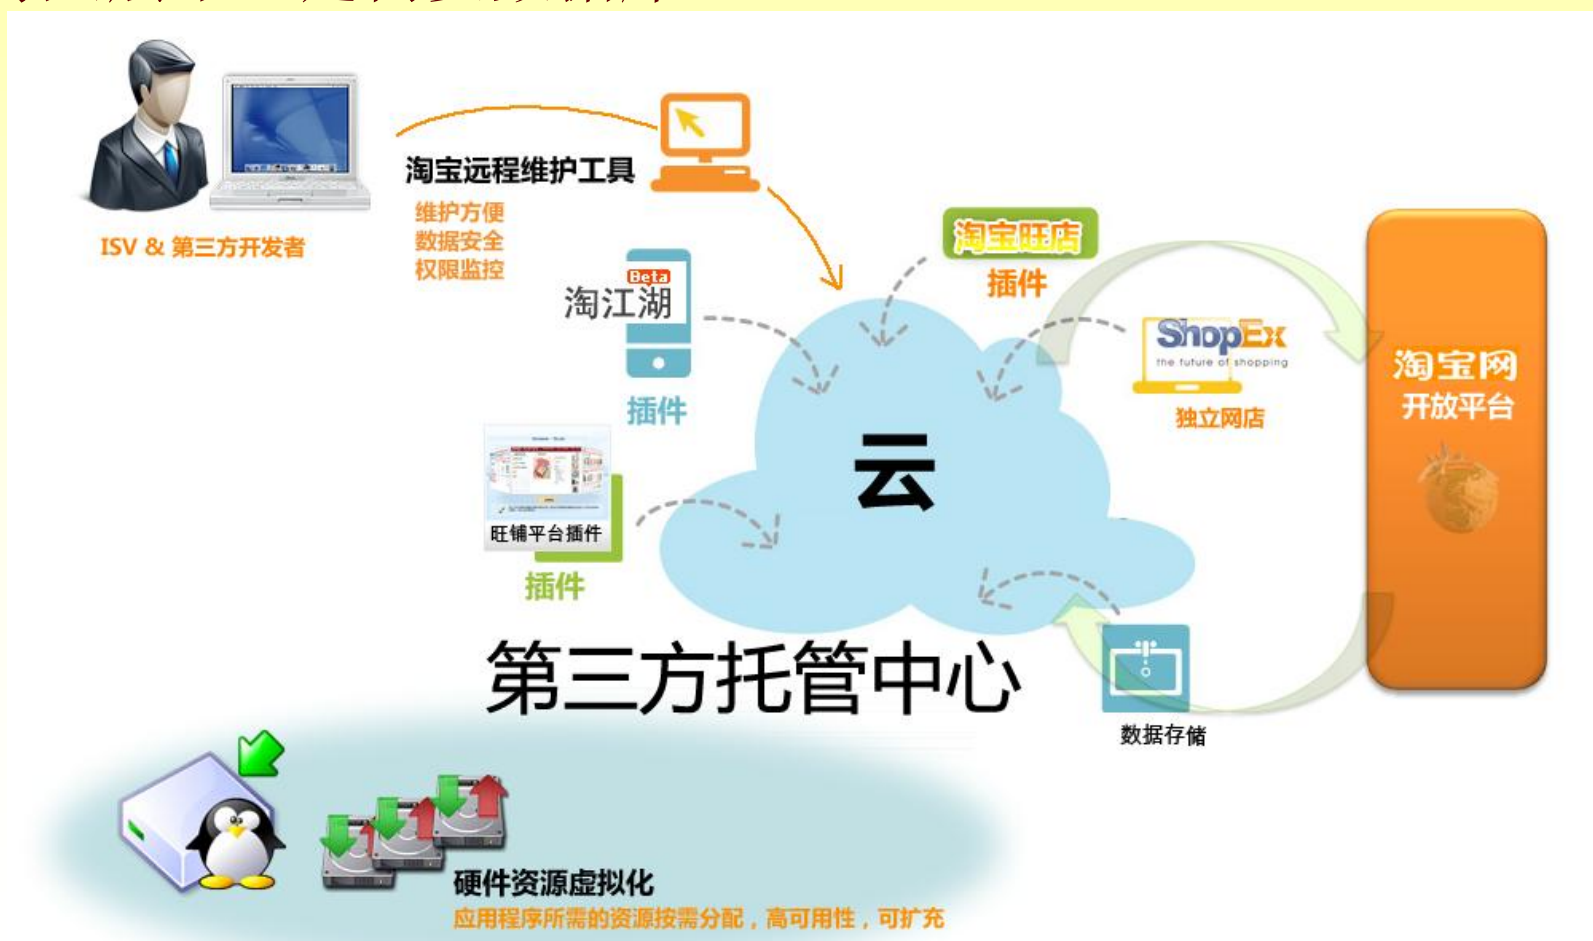 淘宝远程维护工具
维护方便
数据安全
权限监控
ISV & 第三方开发者
淘宝旺店
插件
Beta
淘江湖
插件
ShopEx
the future of shopping
独立网店
淘宝网
开放平台
云
旺铺平台插件
插件
第三方托管中心
数据存储
硬件资源虚拟化
应用程序所需的资源按需分配，高可用性，可扩充